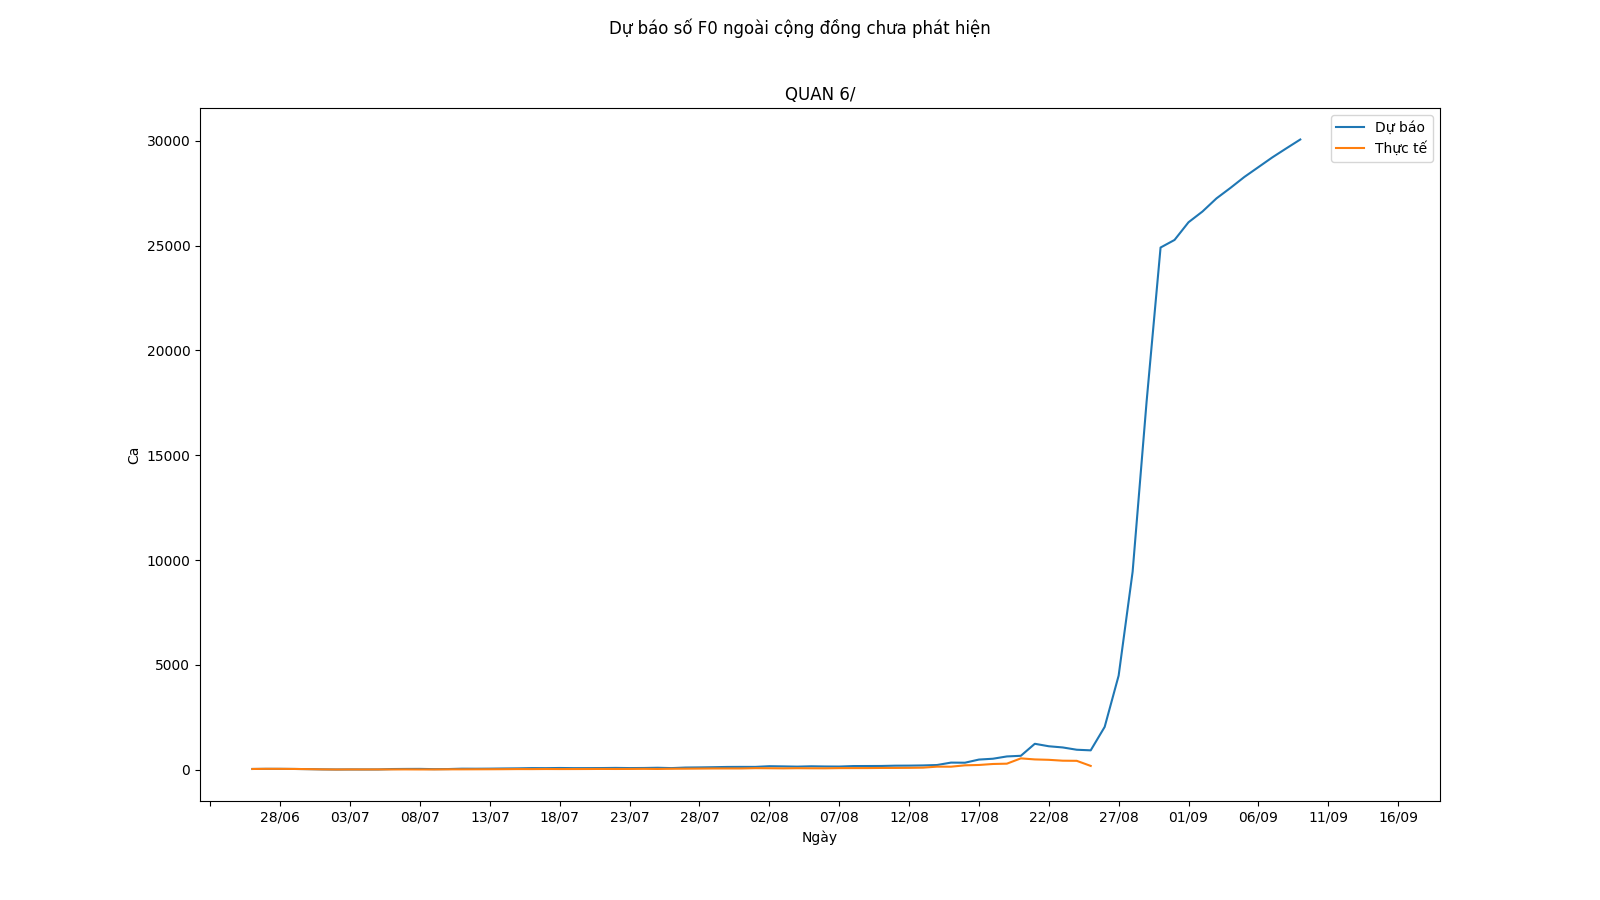 Dự báo số F0 ngoài cộng đồng chưa phát hiện
QUAN 6/
Dự báo
Thực tế
30000
25000
20000
15000
10000
5000
0
Ca
28/06 03/07 08/07 13/07 18/07 23/07 28/07 02/08 07/08 12/08 17/08 22/08 27/08 01/09 06/09 11/09 16/09
Ngày